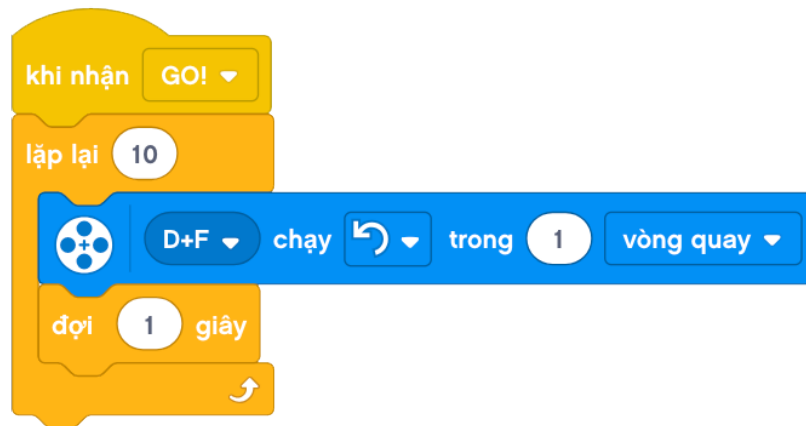 khi nhận GO!
lặp lại 10
D+F chạy trong 1 vòng quay
đợi 1 giây